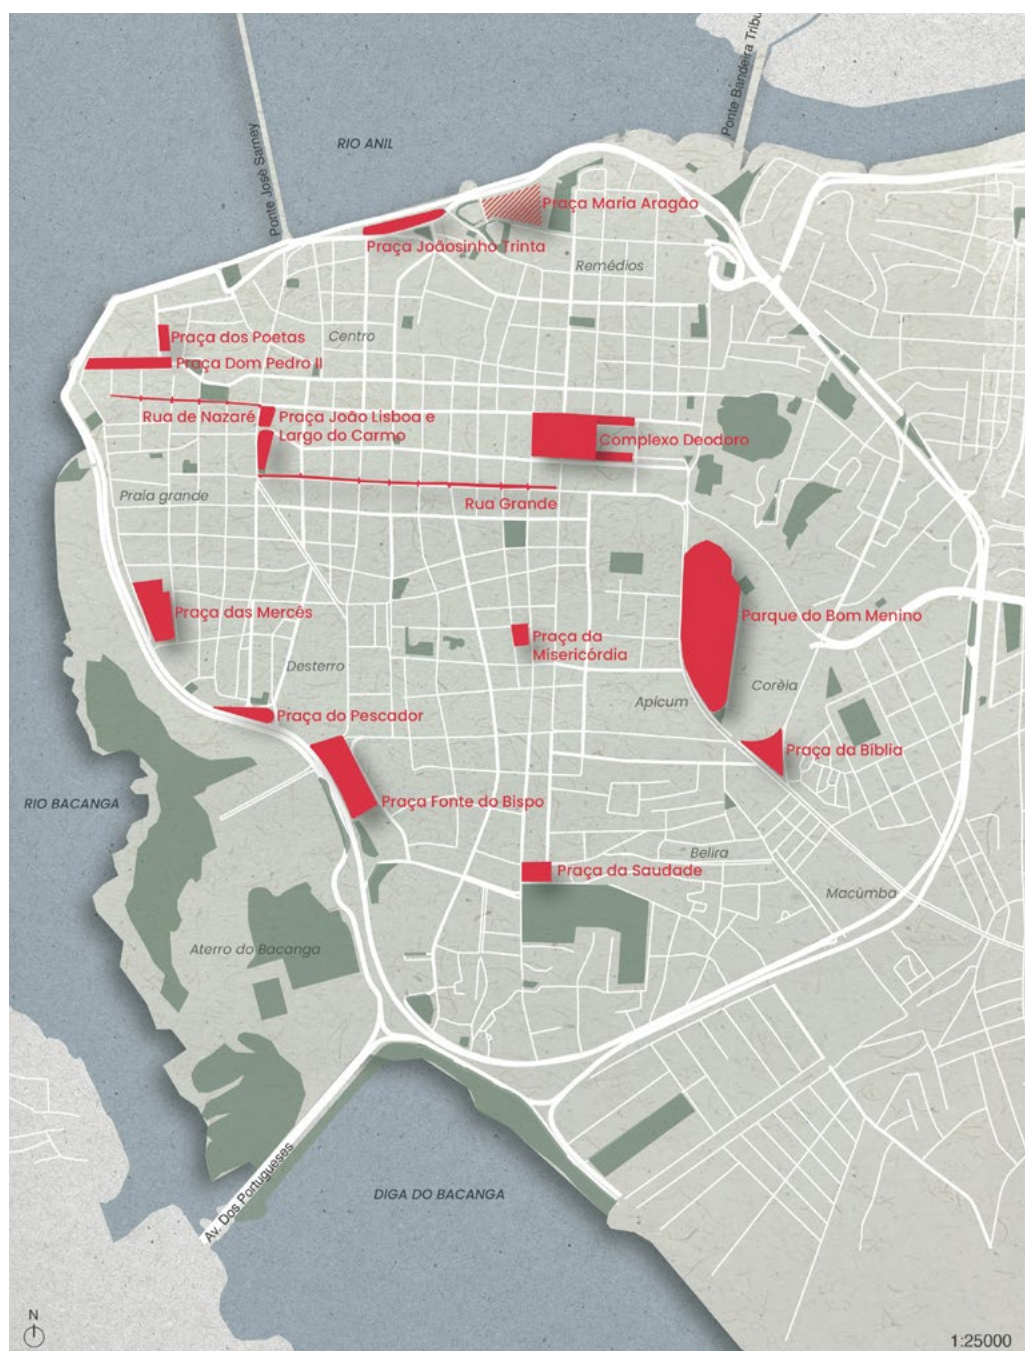 Ponte José Sarney
RIO ANIL
Ponte Bandeira Tribu
Praça Maria Aragão
Praça Joãosinho Trinta
Remédios
Praça dos Poetas
Centro
Praça Dom Pedro II
Rua de Nazaré
Praça João Lisboa e
Largo do Carmo
Complexo Deodoro
Praia grande
Rua Grande
Praça das Mercês
Praça da
Misericórdia
Parque do Bom Menino
Desterro
Apicum
Corèia
Praça do Pescador
Praça da Bíblia
RIO BACANGA
Praça Fonte do Bispo
Belira
Praça da Saudade
Macùmba
Aterro do Bacanga
Av. Dos Portugueses
DIGA DO BACANGA
N
1:25000